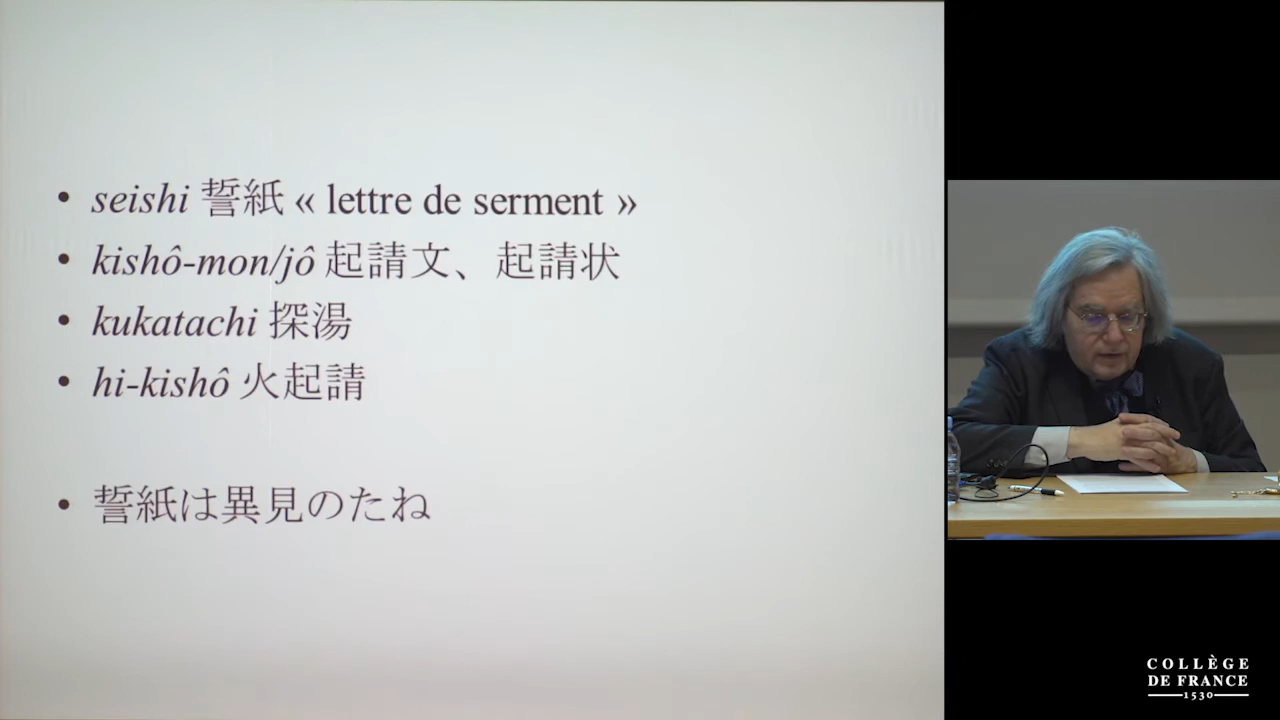 • seishi 誓紙 « lettre de serment »
• kishô-mon/jô 起請文、起請状
• kukatachi 探湯
• hi-kishô 火起請
• 誓紙は異見のたね
COLLÈGE
DE FRANCE
1530